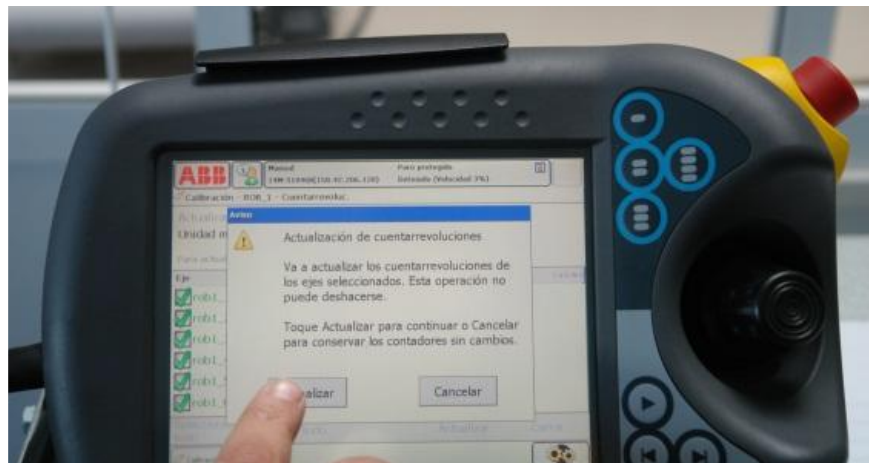 ABB
Manual
Paro protegido
Detenido (Velocidad 3%)
Calibración - ROB_1 - Cuentarrevoluc.
Aviso
Unidad
Actualización de cuentarrevoluciones
Va a actualizar los cuentarrevoluciones de
los ejes seleccionados. Esta operación no
puede deshacerse.
Toque Actualizar para continuar o Cancelar
para conservar los contadores sin cambios.
Eje
rob1_
rob1_
rob1_
rob1_
rob1_
rob1_
Cancelar
Actualizar